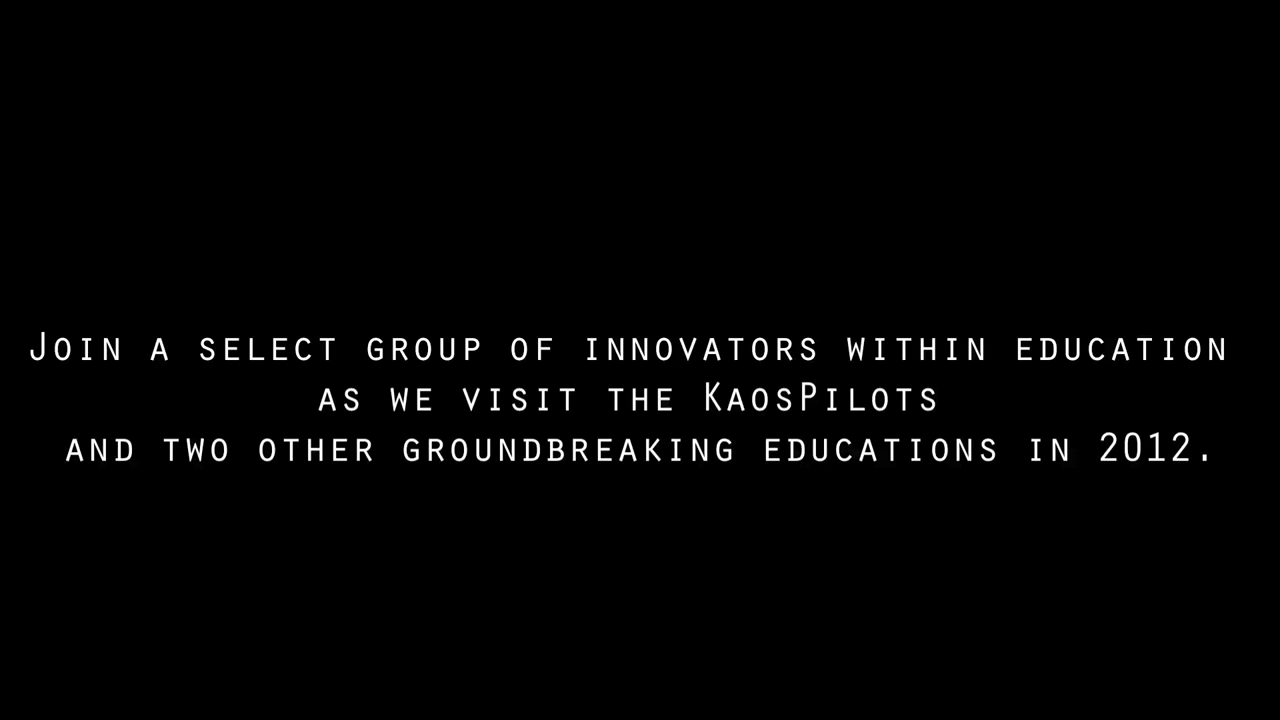 Join a select group of innovators within education
as we visit the KaosPilots
and two other groundbreaking educations in 2012.